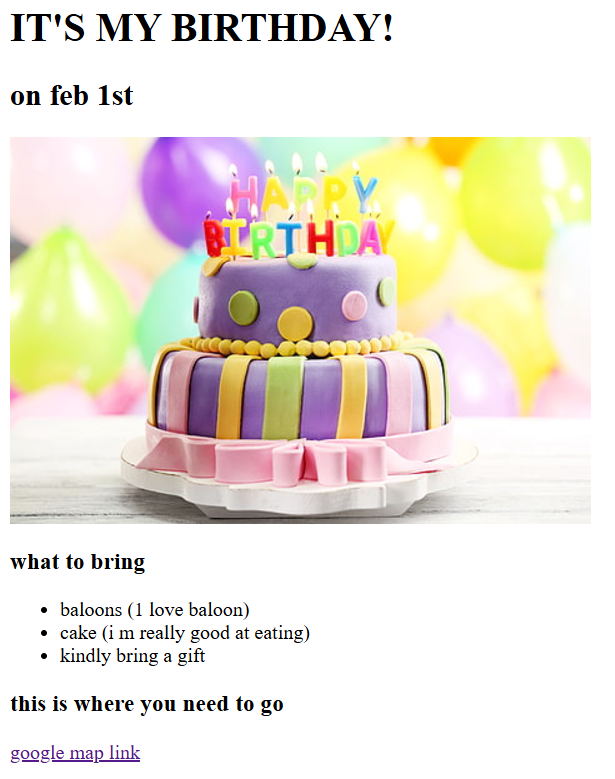 IT'S MY BIRTHDAY!
on feb 1st
HAPPY
BIRTHDAY
what to bring
baloons (1 love baloon)
cake (i m really good at eating)
kindly bring a gift
this is where you need to go
google map link